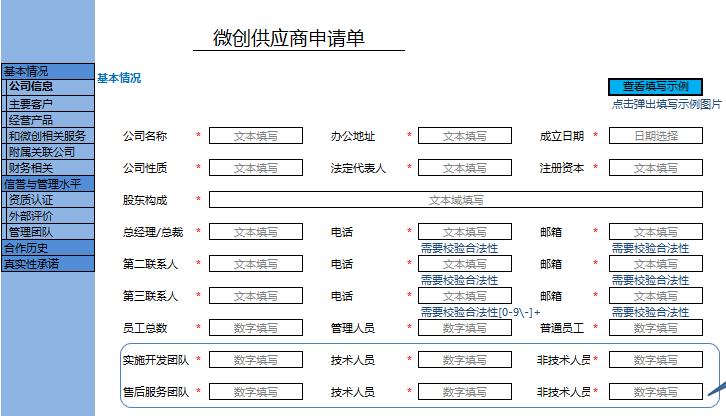 微创供应商申请单
基本情况
公司信息
主要客户
经营产品
和微创相关服务
附属关联公司
财务相关
信誉与管理水平
资质认证
外部评价
管理团队
合作历史
真实性承诺
基本情况
查看填写示例
点击弹出填写示例图片
公司名称 * 文本填写 办公地址 * 文本填写 成立日期 * 日期选择
公司性质 * 文本填写 法定代表人 * 文本填写 注册资本 * 文本填写
股东构成 * 文本域填写
总经理/总裁 * 文本填写 电话 * 文本填写 邮箱 * 文本填写
需要校验合法性 需要校验合法性
第二联系人 * 文本填写 电话 * 文本填写 邮箱 * 文本填写
需要校验合法性 需要校验合法性
第三联系人 * 文本填写 电话 * 文本填写 邮箱 * 文本填写
需要校验合法性[0-9\-]+ 需要校验合法性
员工总数 * 数字填写 管理人员 * 数字填写 普通员工 * 数字填写
实施开发团队 * 数字填写 技术人员 * 数字填写 非技术人员 * 数字填写
售后服务团队 * 数字填写 技术人员 * 数字填写 非技术人员 * 数字填写